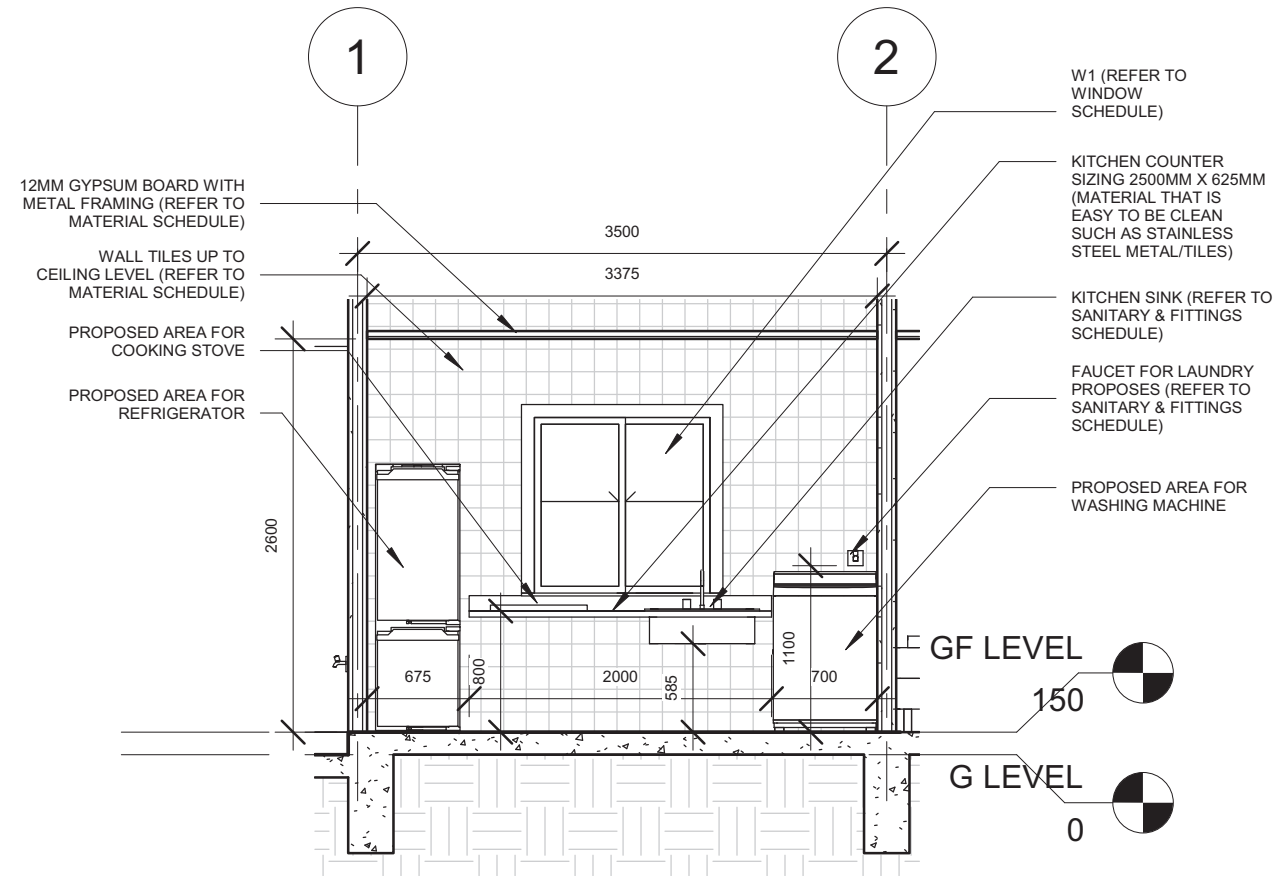 1
2
W1 (REFER TO
WINDOW
SCHEDULE)
12MM GYPSUM BOARD WITH
METAL FRAMING (REFER TO
MATERIAL SCHEDULE)
KITCHEN COUNTER
SIZING 2500MM X 625MM
(MATERIAL THAT IS
EASY TO BE CLEAN
SUCH AS STAINLESS
STEEL METAL/TILES)
3500
WALL TILES UP TO
CEILING LEVEL (REFER TO
MATERIAL SCHEDULE)
3375
KITCHEN SINK (REFER TO
SANITARY & FITTINGS
SCHEDULE)
PROPOSED AREA FOR
COOKING STOVE
FAUCET FOR LAUNDRY
PROPOSES (REFER TO
SANITARY & FITTINGS
SCHEDULE)
PROPOSED AREA FOR
REFRIGERATOR
PROPOSED AREA FOR
WASHING MACHINE
2600
675
800
2000
585
1100
700
GF LEVEL
150
G LEVEL
0